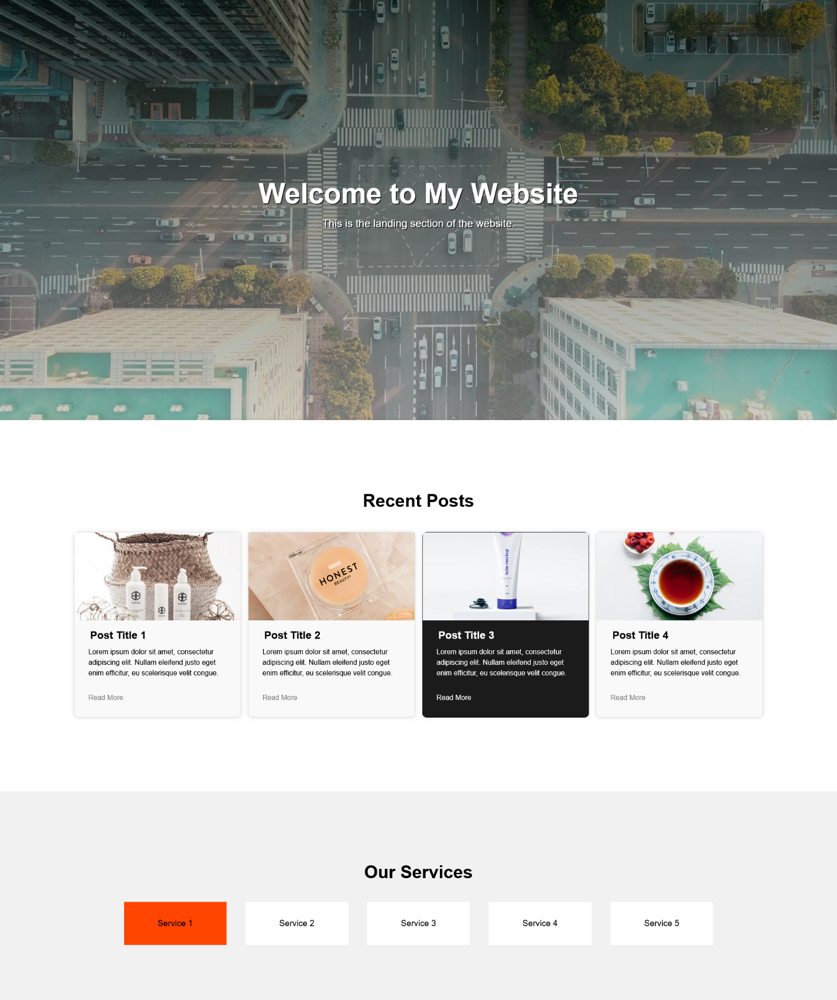 Welcome to My Website
This is the landing section of the website.
Recent Posts
ONNE
ONNE
ONNE
HONEST
BEAUTY
tube mockup
Post Title 1
Lorem ipsum dolor sit amet, consectetur
adipiscing elit. Nullam eleifend justo eget
enim efficitur, eu scelerisque velit congue.
Read More
Post Title 2
Lorem ipsum dolor sit amet, consectetur
adipiscing elit. Nullam eleifend justo eget
enim efficitur, eu scelerisque velit congue.
Read More
Post Title 3
Lorem ipsum dolor sit amet, consectetur
adipiscing elit. Nullam eleifend justo eget
enim efficitur, eu scelerisque velit congue.
Read More
Post Title 4
Lorem ipsum dolor sit amet, consectetur
adipiscing elit. Nullam eleifend justo eget
enim efficitur, eu scelerisque velit congue.
Read More
Our Services
Service 1
Service 2
Service 3
Service 4
Service 5